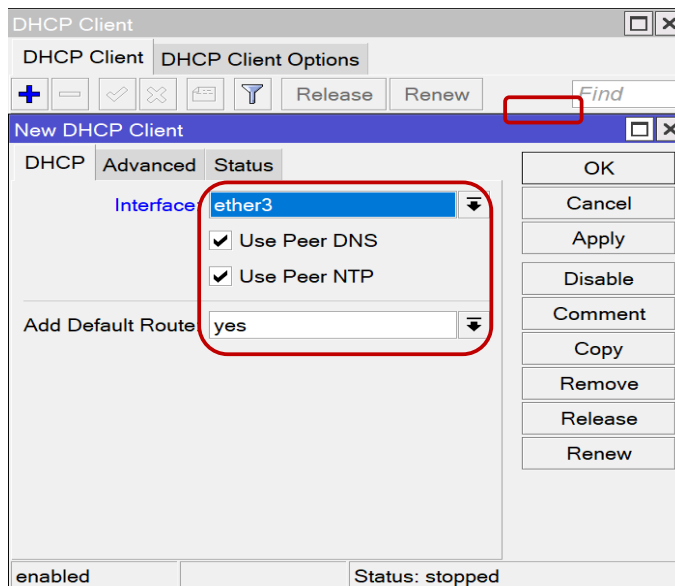 DHCP Client
DHCP Client DHCP Client Options
Release Renew Find
New DHCP Client
DHCP Advanced Status
OK
Interface: ether3
Cancel
Use Peer DNS
Apply
Use Peer NTP
Disable
Comment
Add Default Route: yes
Copy
Remove
Release
Renew
enabled Status: stopped